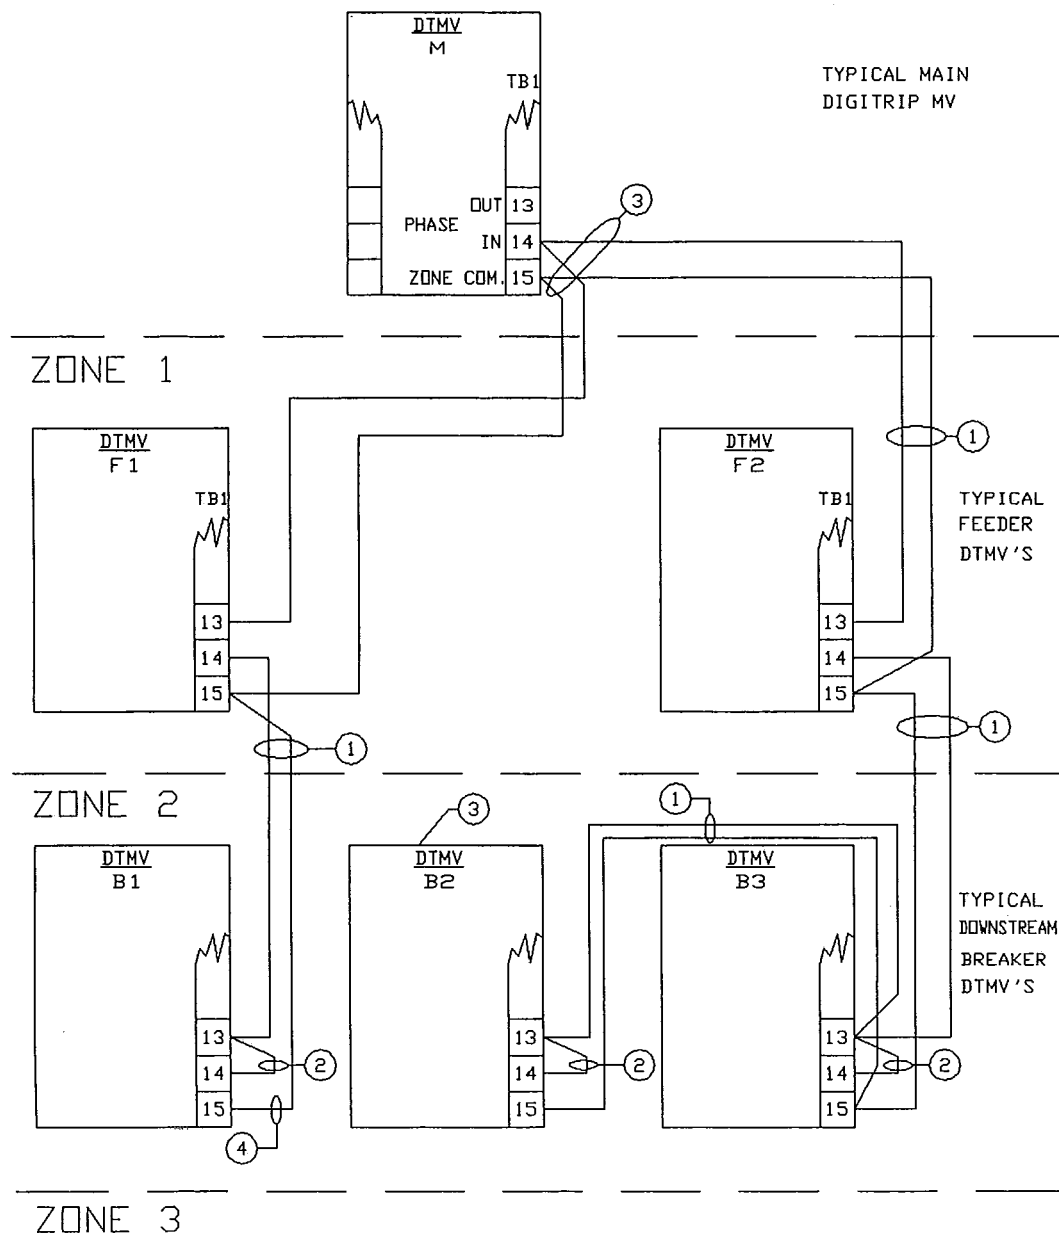 DTMV
M
TYPICAL MAIN
DIGITRIP MV
TB1
OUT 13
PHASE
IN 14
ZONE COM. 15
3
ZONE 1
DTMV
F1
TB1
13
14
15
1
DTMV
F2
TB1
13
14
15
1
TYPICAL
FEEDER
DTMV'S
1
ZONE 2
DTMV
B1
13
14
15
2
4
3
DTMV
B2
13
14
15
2
1
DTMV
B3
13
14
15
2
TYPICAL
DOWNSTREAM
BREAKER
DTMV'S
ZONE 3